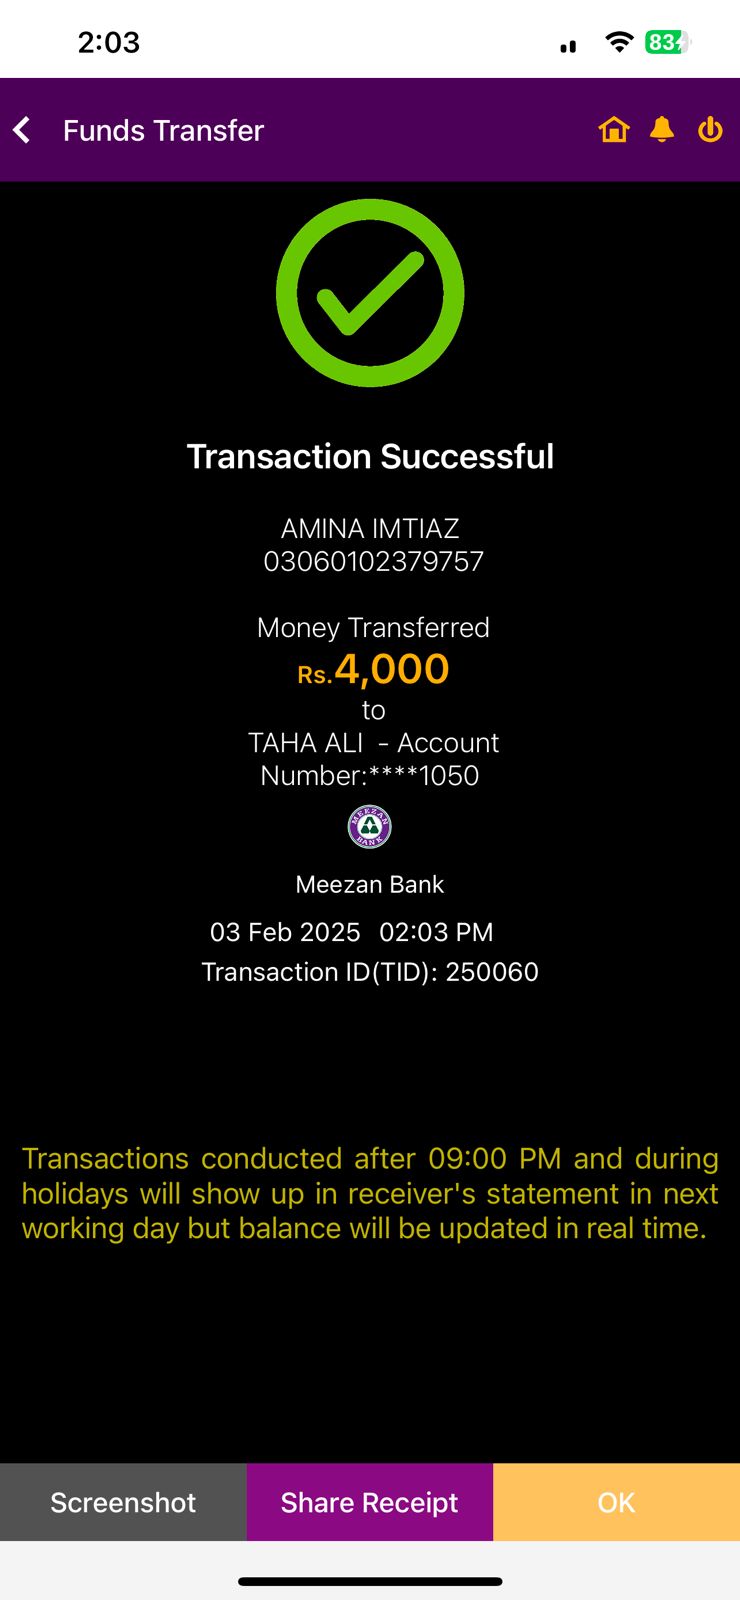 2:03
83
Funds Transfer
Transaction Successful
AMINA IMTIAZ
03060102379757
Money Transferred
Rs.4,000
to
TAHA ALI - Account
Number:****1050
MEEZAN BANK
Meezan Bank
03 Feb 2025 02:03 PM
Transaction ID(TID): 250060
Transactions conducted after 09:00 PM and during
holidays will show up in receiver's statement in next
working day but balance will be updated in real time.
Screenshot
Share Receipt
OK